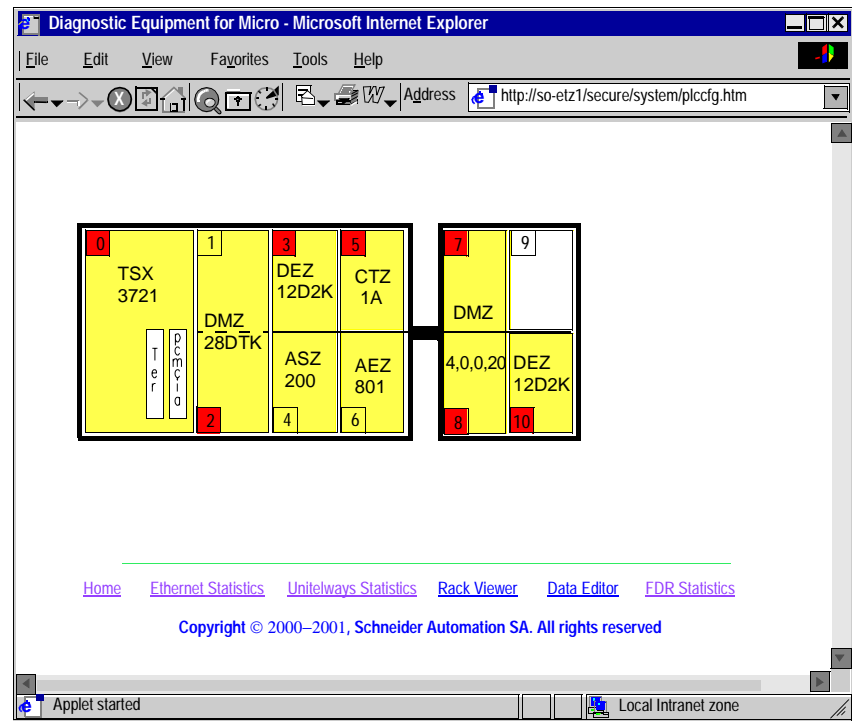 Diagnostic Equipment for Micro - Microsoft Internet Explorer
File Edit View Favorites Tools Help
W Address http://so-etz1/secure/system/plccfg.htm
0 1 3 5 7 9
TSX
3721
DMZ
28DTK
DEZ
12D2K
CTZ
1A
DMZ
Ter
pcmçia
ASZ
200
AEZ
801
4,0,0,20
DEZ
12D2K
2 4 6 8 10
Home Ethernet Statistics Unitelways Statistics Rack Viewer Data Editor FDR Statistics
Copyright © 2000–2001, Schneider Automation SA. All rights reserved
Applet started Local Intranet zone